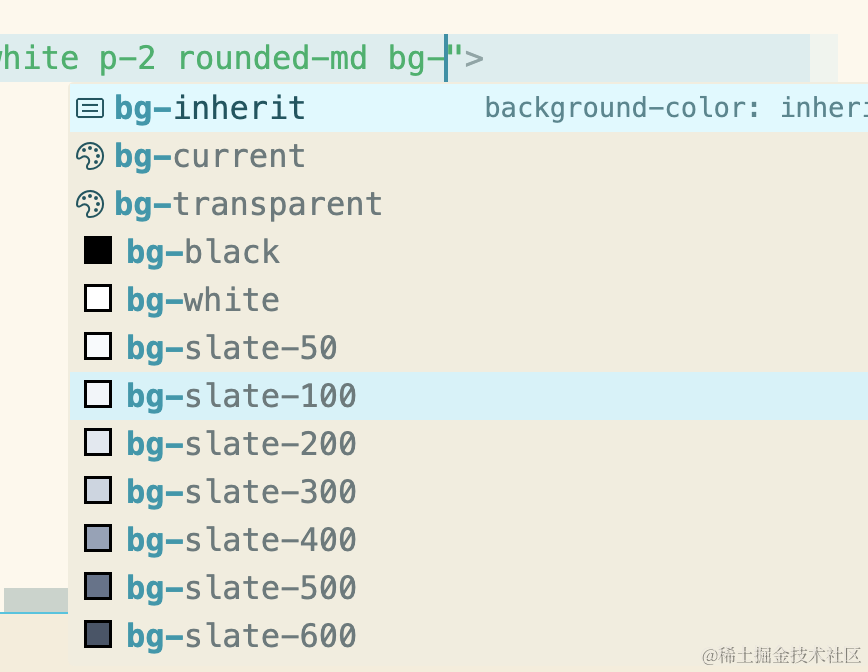 white p-2 rounded-md bg-">
bg-inherit background-color: inheri
bg-current
bg-transparent
bg-black
bg-white
bg-slate-50
bg-slate-100
bg-slate-200
bg-slate-300
bg-slate-400
bg-slate-500
bg-slate-600
@稀土掘金技术社区